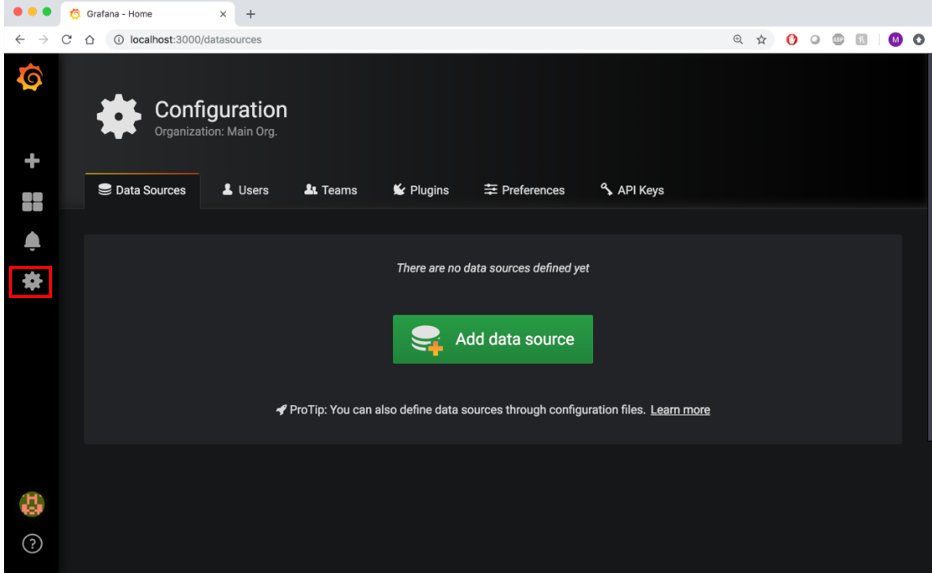 Grafana - Home
localhost:3000/datasources
M
Configuration
Organization: Main Org.
Data Sources Users Teams Plugins Preferences API Keys
There are no data sources defined yet
Add data source
ProTip: You can also define data sources through configuration files. Learn more
?